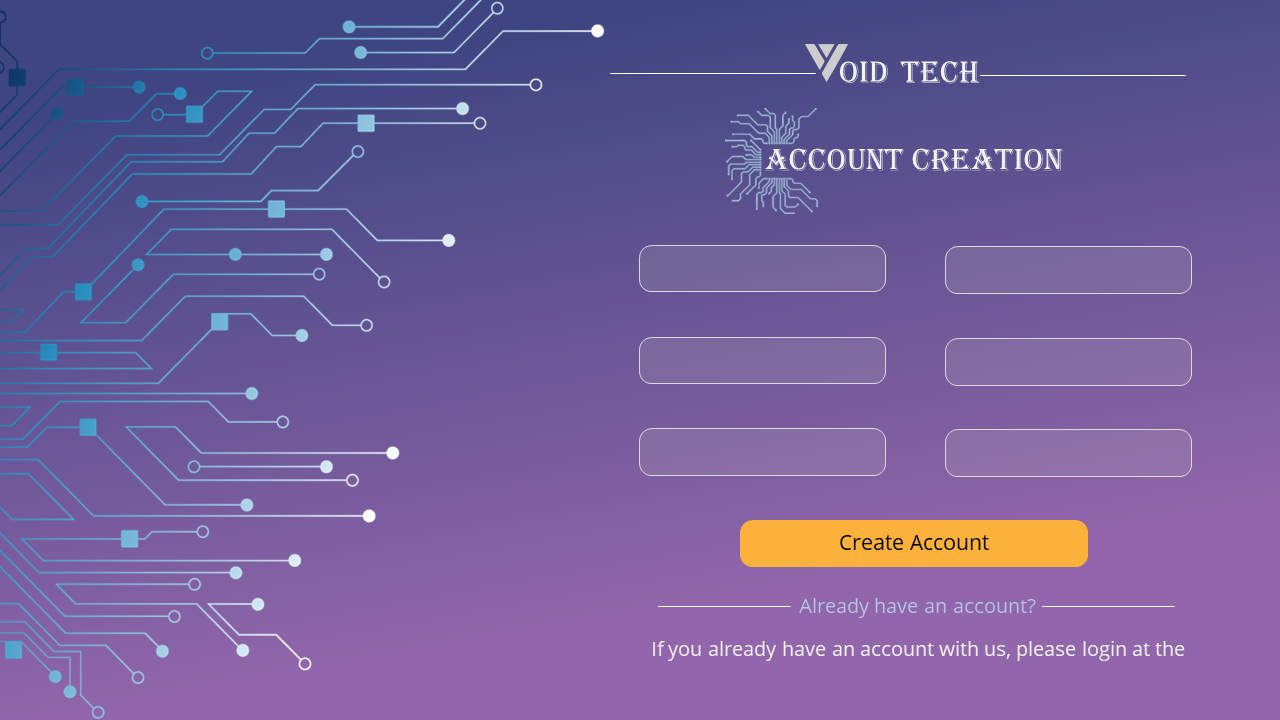 VOID TECH
ACCOUNT CREATION
Create Account
Already have an account?
If you already have an account with us, please login at the